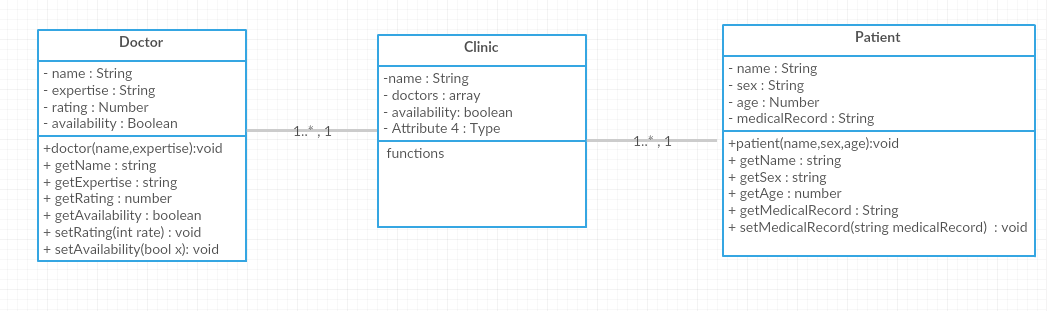 Doctor
- name : String
- expertise : String
- rating : Number
- availability : Boolean
+doctor(name,expertise):void
+ getName : string
+ getExpertise : string
+ getRating : number
+ getAvailability : boolean
+ setRating(int rate) : void
+ setAvailability(bool x): void
1..* , 1
Clinic
-name : String
- doctors : array
- availability: boolean
- Attribute 4 : Type
functions
1..* , 1
Patient
- name : String
- sex : String
- age : Number
- medicalRecord : String
+patient(name,sex,age):void
+ getName : string
+ getSex : string
+ getAge : number
+ getMedicalRecord : String
+ setMedicalRecord(string medicalRecord) : void